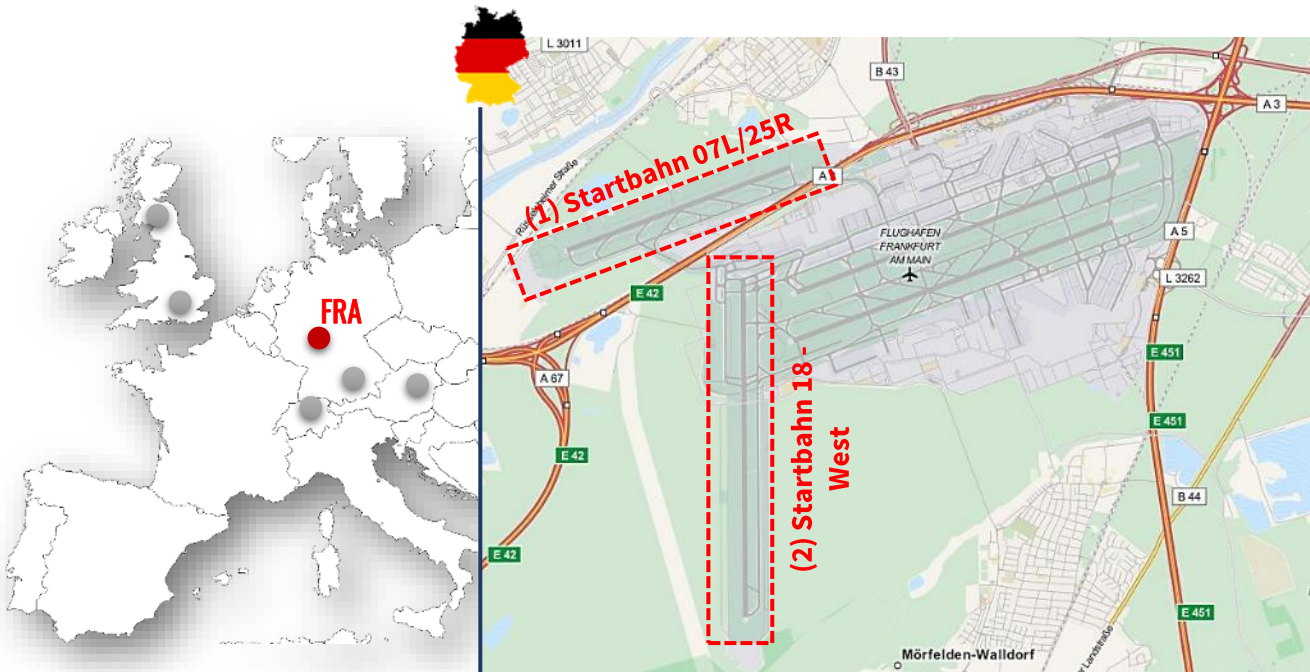 L 3011
B 43
A 3
(1) Startbahn 07L/25R
FRA
FLUGHAFEN
FRANKFURT
AM MAIN
A 5
L 3262
E 42
(2) Startbahn 18 -
West
A 67
E 451
E 451
E 42
B 44
E 42
E 451
Mörfelden-Walldorf